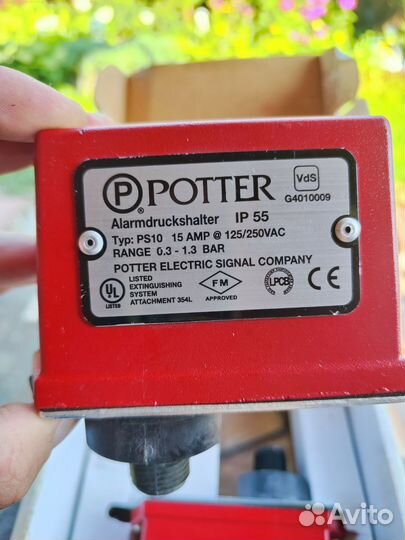 P POTTER
VdS
G4010009
Alarmdruckshalter IP 55
Typ: PS10 15 AMP @ 125/250VAC
RANGE 0.3 - 1.3 BAR
POTTER ELECTRIC SIGNAL COMPANY
UL
LISTED
LISTED
EXTINGUISHING
SYSTEM
ATTACHMENT 354L
FM
APPROVED
LPCB
CE
Avito